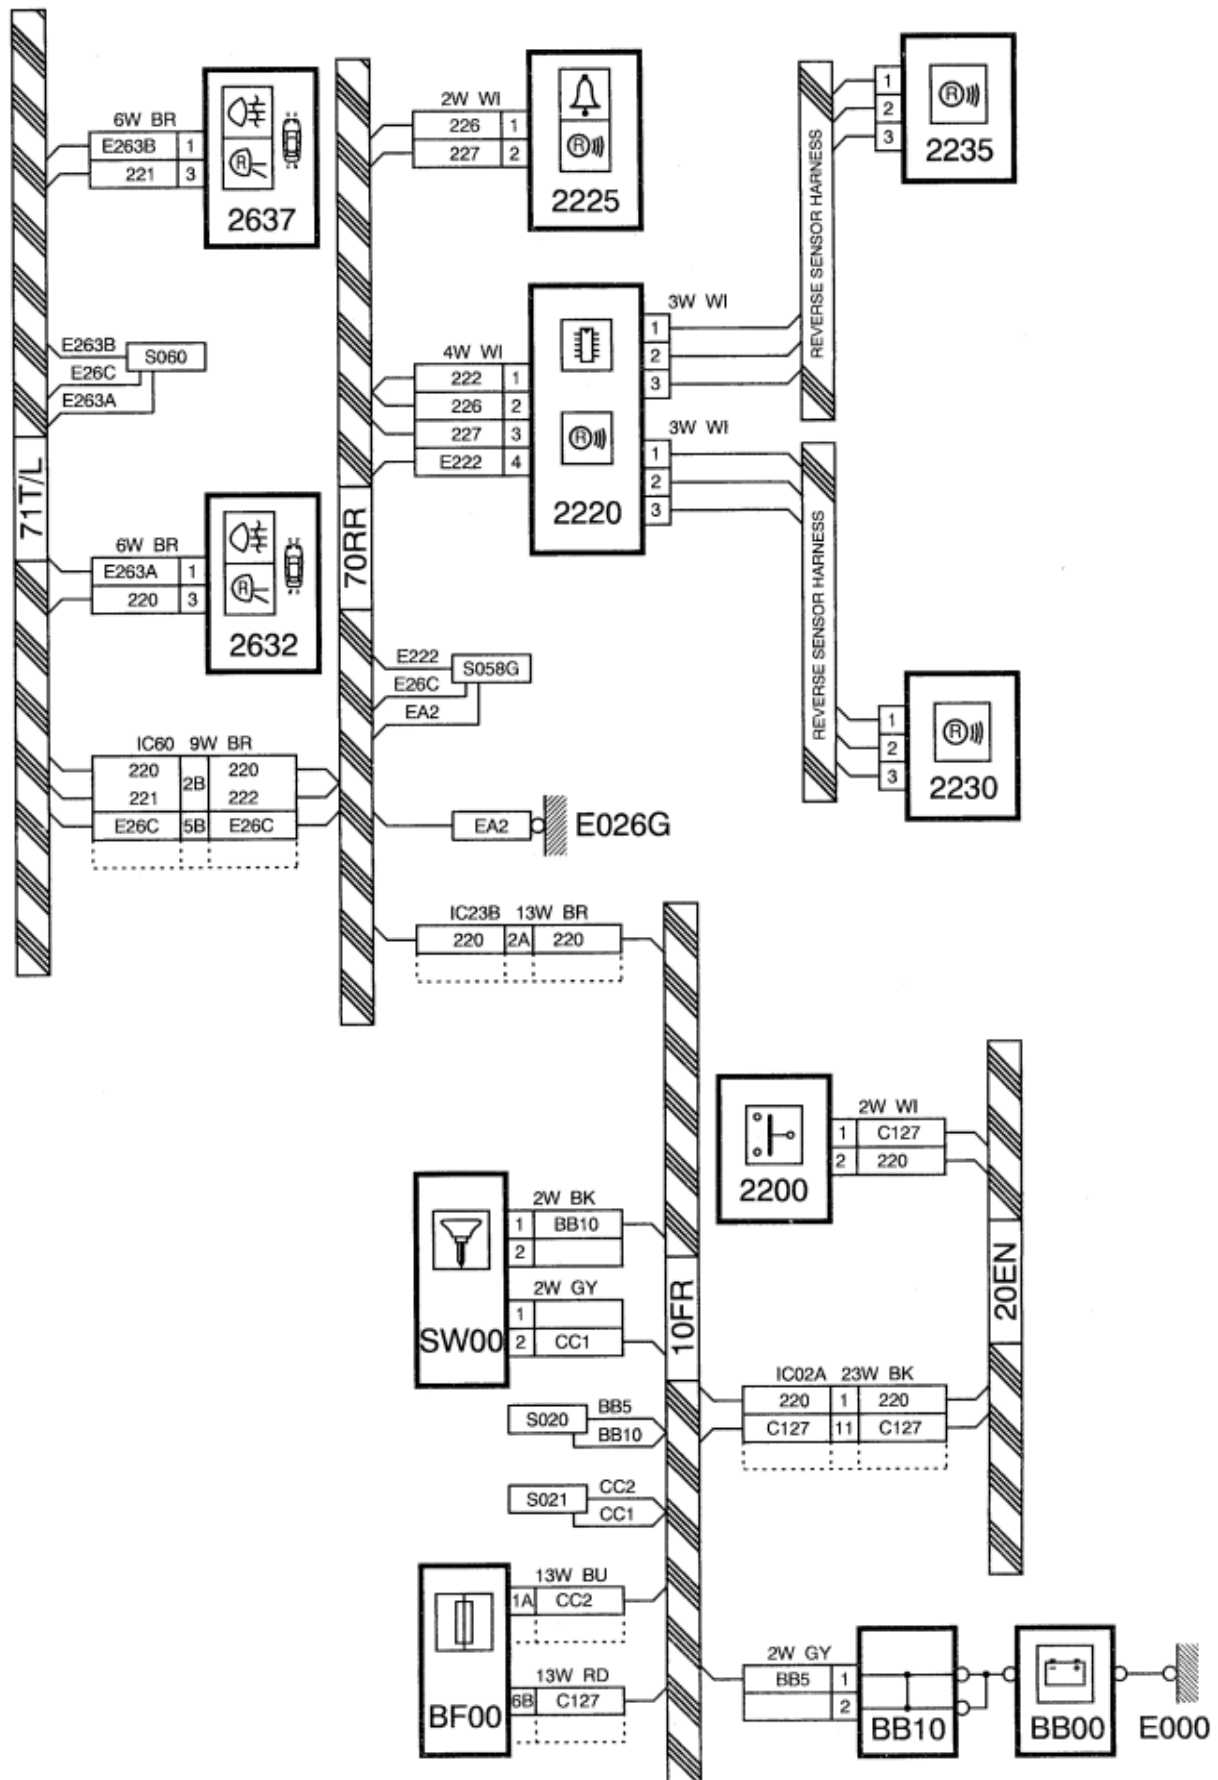 6W BR
E263B 1
221 3
2637
E263B
S060
E26C
E263A
71T/L
6W BR
E263A 1
220 3
2632
IC60 9W BR
220 2B 220
221 222
E26C 5B E26C
2W WI
226 1
227 2
2225
4W WI
222 1
226 2
227 3
E222 4
2220
3W WI
1
2
3
3W WI
1
2
3
70RR
E222
S058G
E26C
EA2
EA2
E026G
REVERSE SENSOR HARNESS
1
2
3
R
2235
REVERSE SENSOR HARNESS
1
2
3
R
2230
IC23B 13W BR
220 2A 220
2W WI
1 C127
2 220
2200
20EN
2W BK
1 BB10
2
2W GY
1
2 CC1
SW00
10FR
S020
BB5
BB10
S021
CC2
CC1
IC02A 23W BK
220 1 220
C127 11 C127
13W BU
1A CC2
13W RD
6B C127
BF00
2W GY
BB5 1
2
BB10
BB00
E000
R
R
R
R